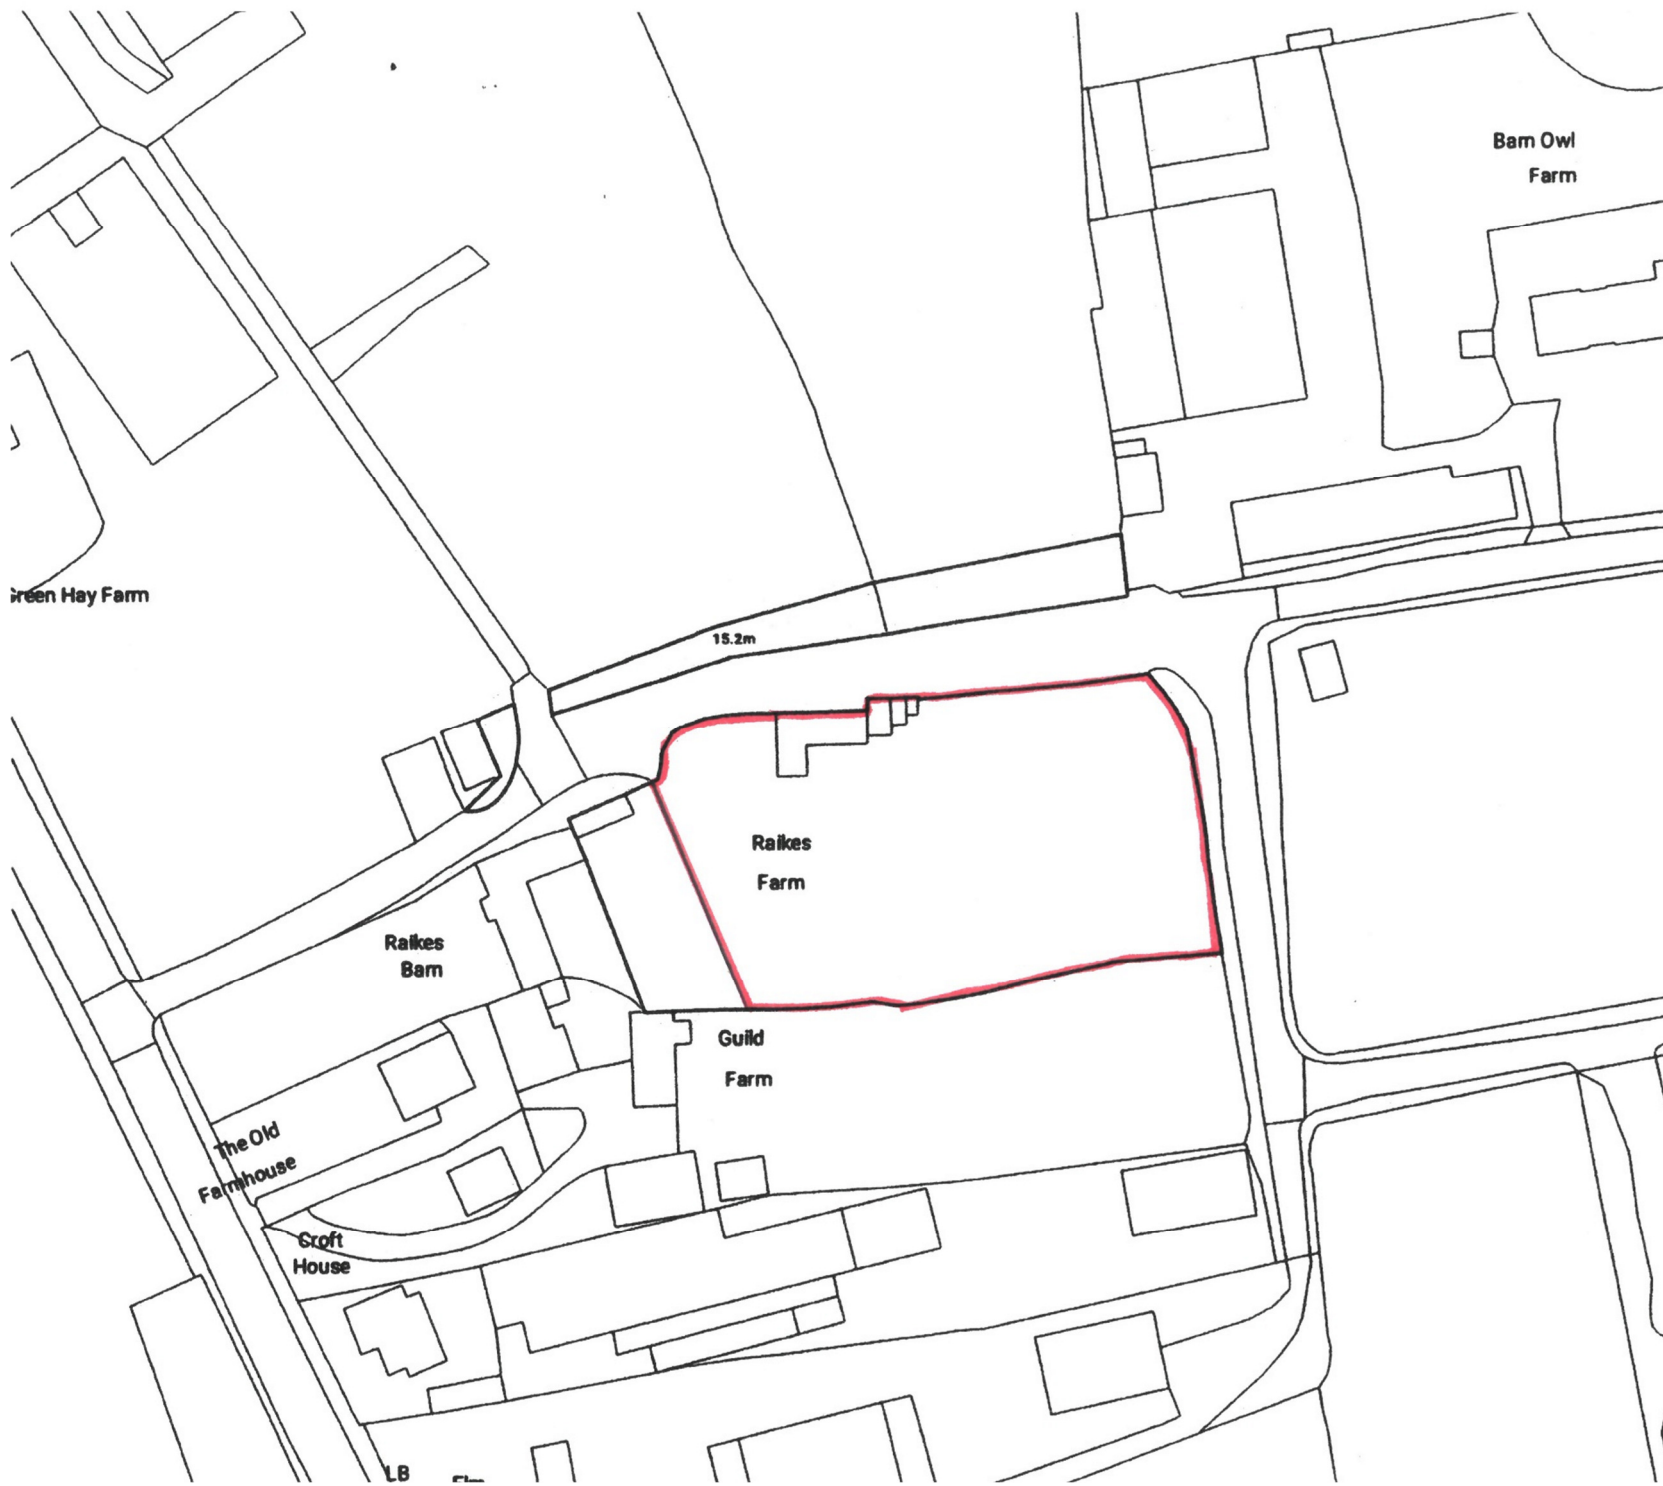 Barn Owl
Farm
Green Hay Farm
15.2m
Raikes
Farm
Raikes
Barn
Guild
Farm
The Old
Farmhouse
Croft
House
LB